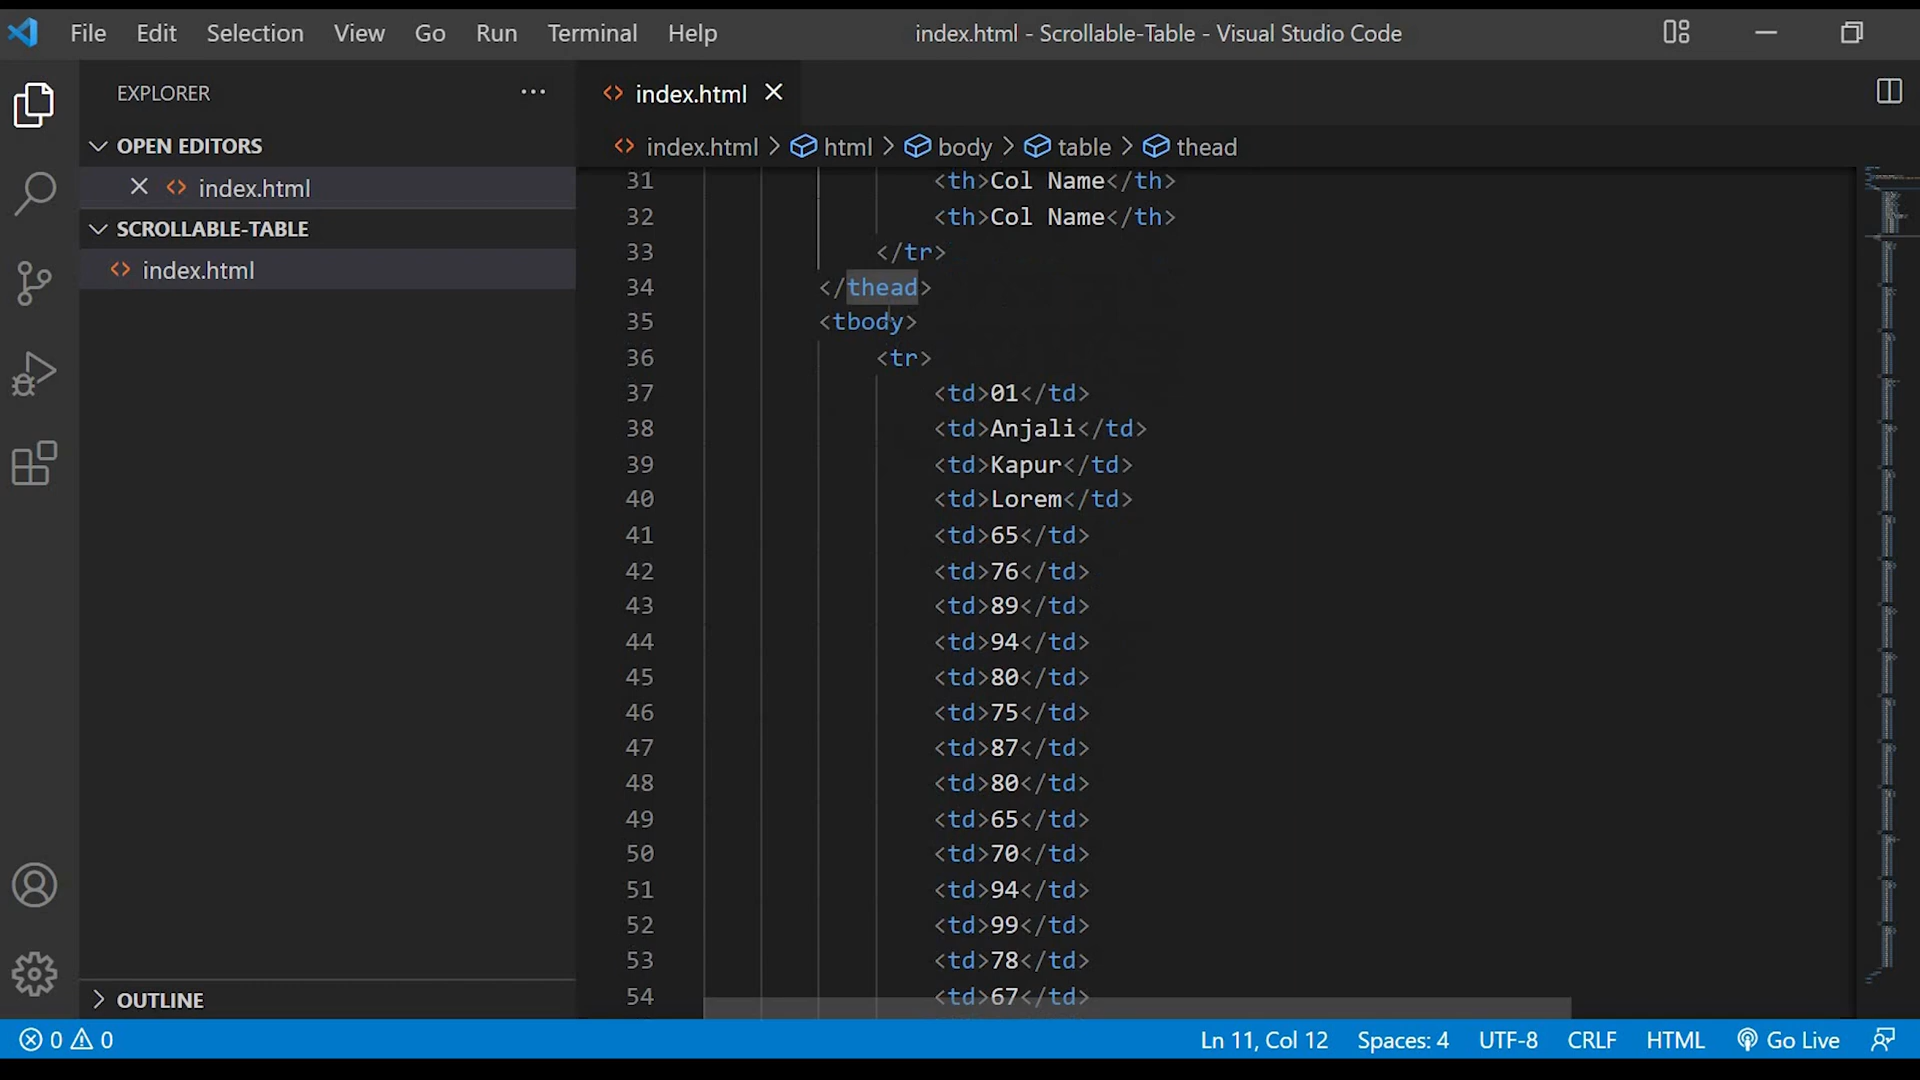 File Edit Selection View Go Run Terminal Help index.html - Scrollable-Table - Visual Studio Code
EXPLORER
OPEN EDITORS
index.html
SCROLLABLE-TABLE
index.html
OUTLINE
index.html
index.html > html > body > table > thead
31 <th>Col Name</th>
32 <th>Col Name</th>
33 </tr>
34 </thead>
35 <tbody>
36 <tr>
37 <td>01</td>
38 <td>Anjali</td>
39 <td>Kapur</td>
40 <td>Lorem</td>
41 <td>65</td>
42 <td>76</td>
43 <td>89</td>
44 <td>94</td>
45 <td>80</td>
46 <td>75</td>
47 <td>87</td>
48 <td>80</td>
49 <td>65</td>
50 <td>70</td>
51 <td>94</td>
52 <td>99</td>
53 <td>78</td>
54 <td>67</td>
0 0 Ln 11, Col 12 Spaces: 4 UTF-8 CRLF HTML Go Live